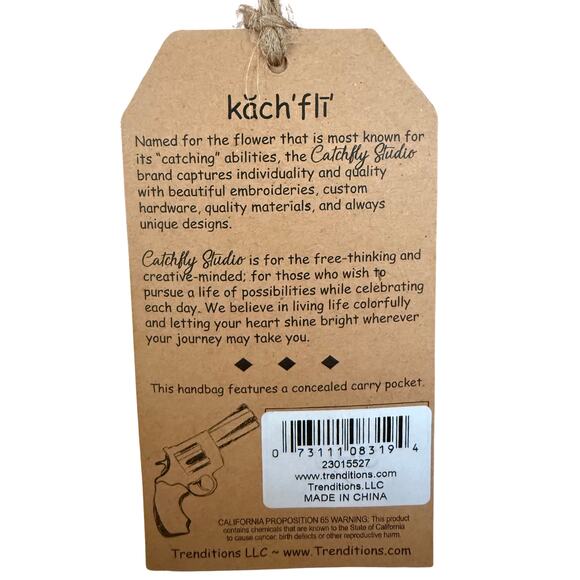 kăch'flī'
Named for the flower that is most known for
its "catching" abilities, the Catchfly Studio
brand captures individuality and quality
with beautiful embroideries, custom
hardware, quality materials, and always
unique designs.
Catchfly Studio is for the free-thinking and
creative-minded; for those who wish to
pursue a life of possibilities while celebrating
each day. We believe in living life colorfully
and letting your heart shine bright wherever
your journey may take you.
This handbag features a concealed carry pocket.
0 73111 08319 4
23015527
www.trenditions.com
Trenditions.LLC
MADE IN CHINA
CALIFORNIA PROPOSITION 65 WARNING: This product
contains chemicals that are known to the State of California
to cause cancer, birth defects or other reproductive harm.
Trenditions LLC ~ www.Trenditions.com